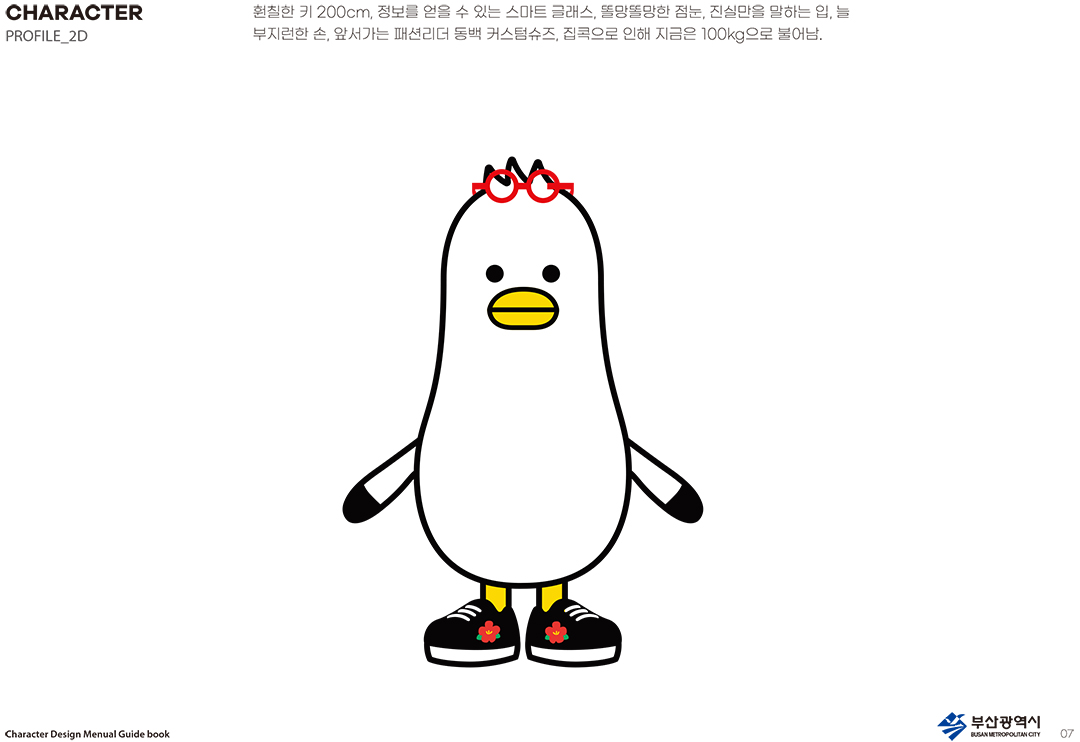 CHARACTER
PROFILE_2D
훤칠한 키 200cm, 정보를 얻을 수 있는 스마트 글래스, 똘망똘망한 점눈, 진실만을 말하는 입, 늘
부지런한 손, 앞서가는 패션리더 동백 커스텀슈즈, 집콕으로 인해 지금은 100kg으로 불어남.
Character Design Menual Guide book
부산광역시
BUSAN METROPOLITAN CITY
07